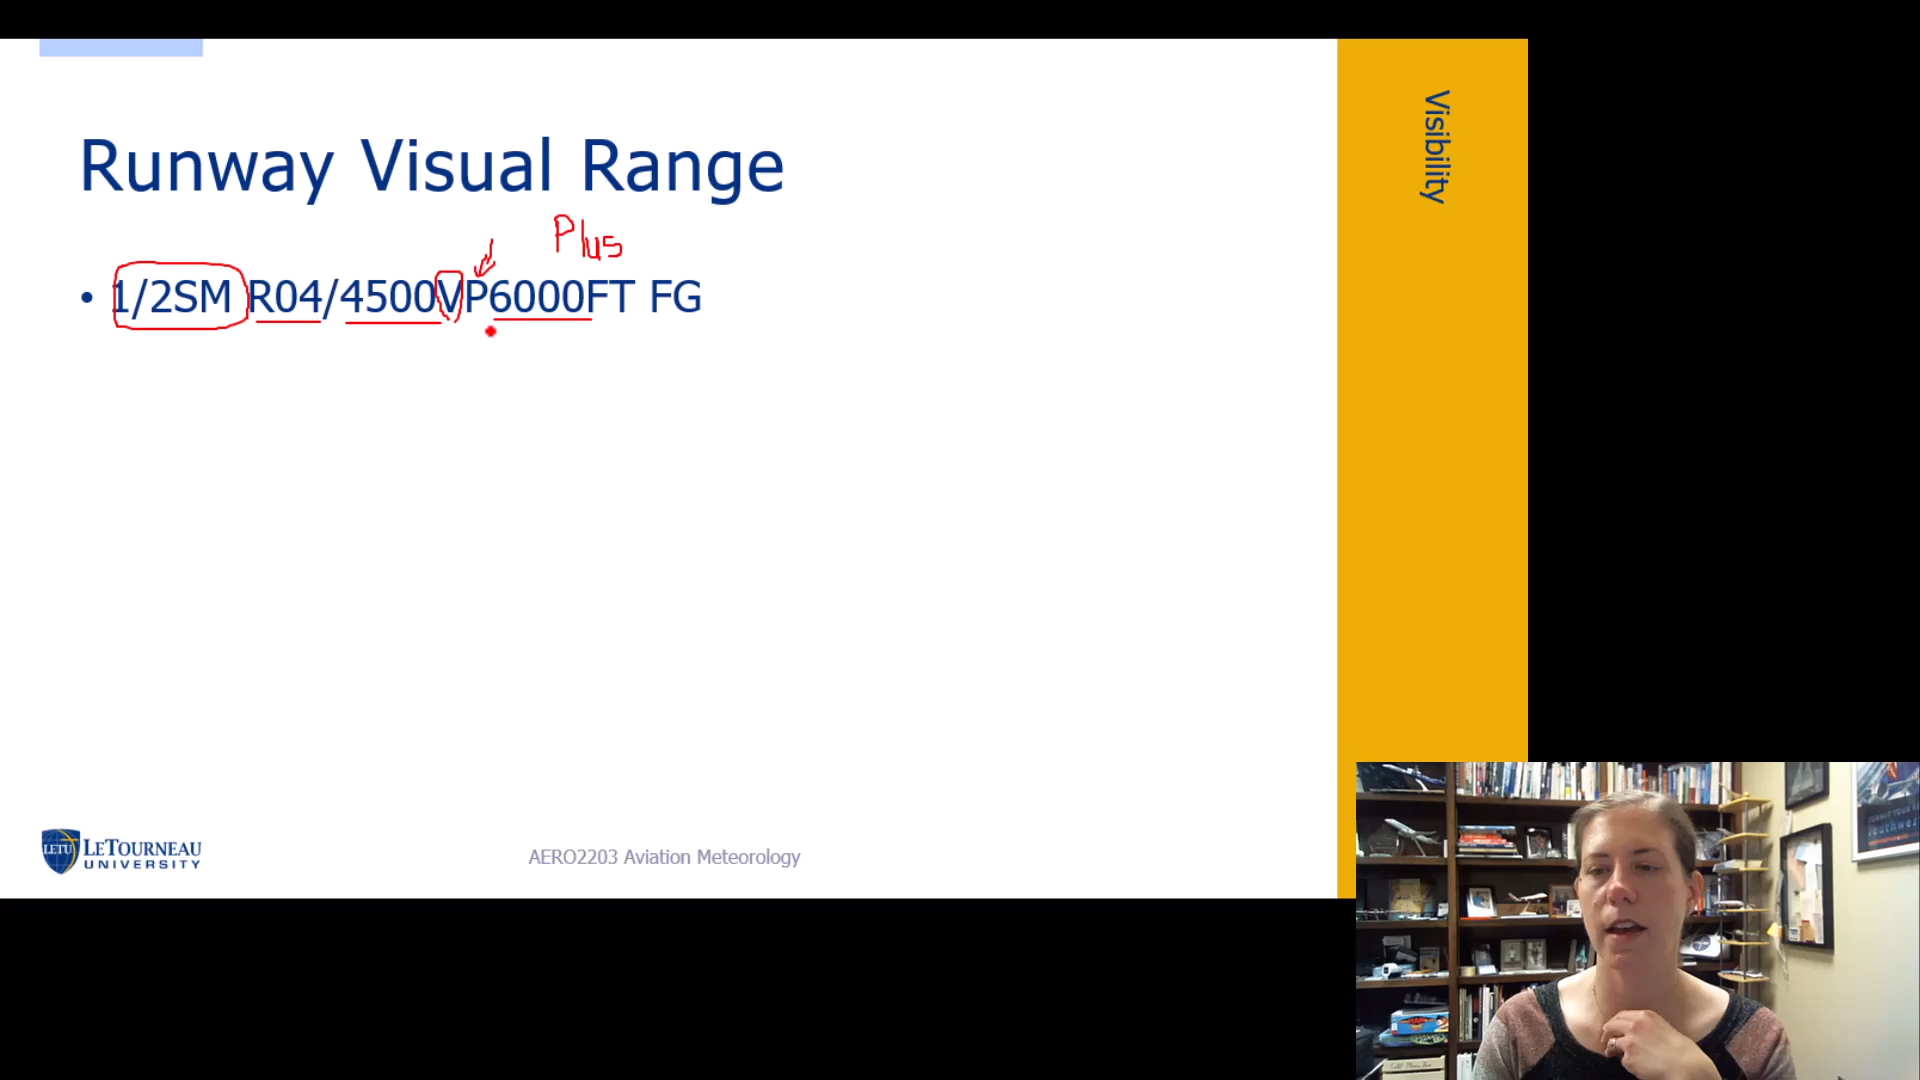 Runway Visual Range
Plus
• 1/2SM R04/4500VP6000FT FG
Visibility
LETU LETOURNEAU
UNIVERSITY
AERO2203 Aviation Meteorology